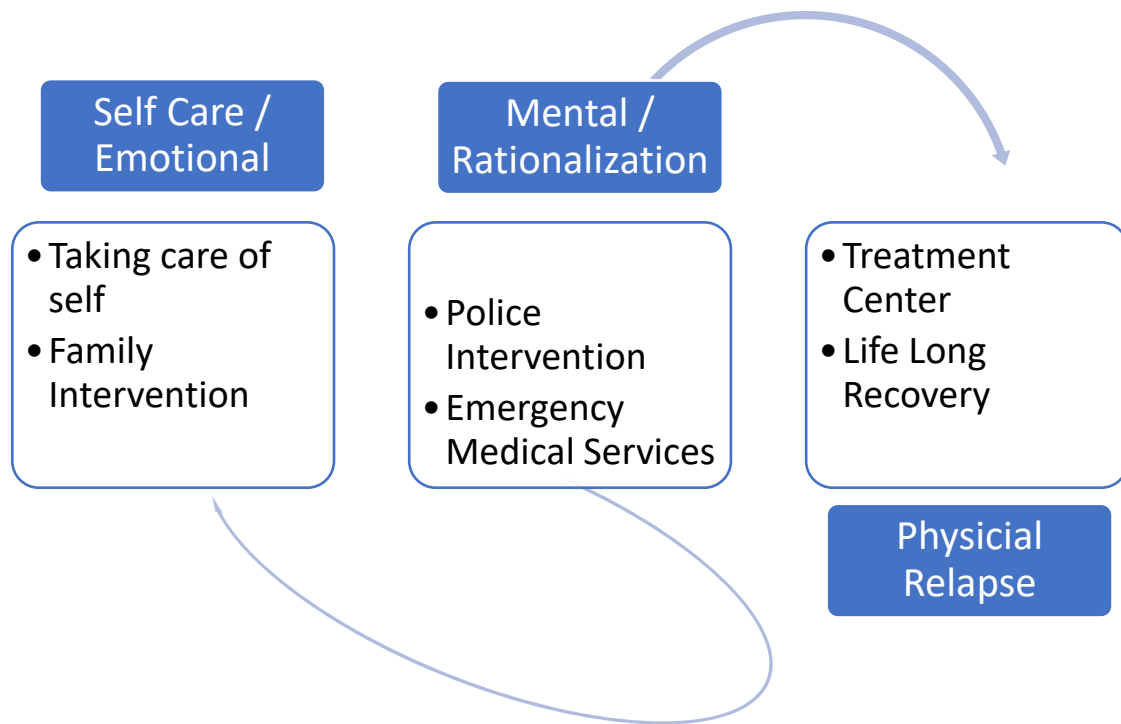 Self Care /
Emotional
• Taking care of
self
• Family
Intervention
Mental /
Rationalization
• Police
Intervention
• Emergency
Medical Services
• Treatment
Center
• Life Long
Recovery
Physicial
Relapse